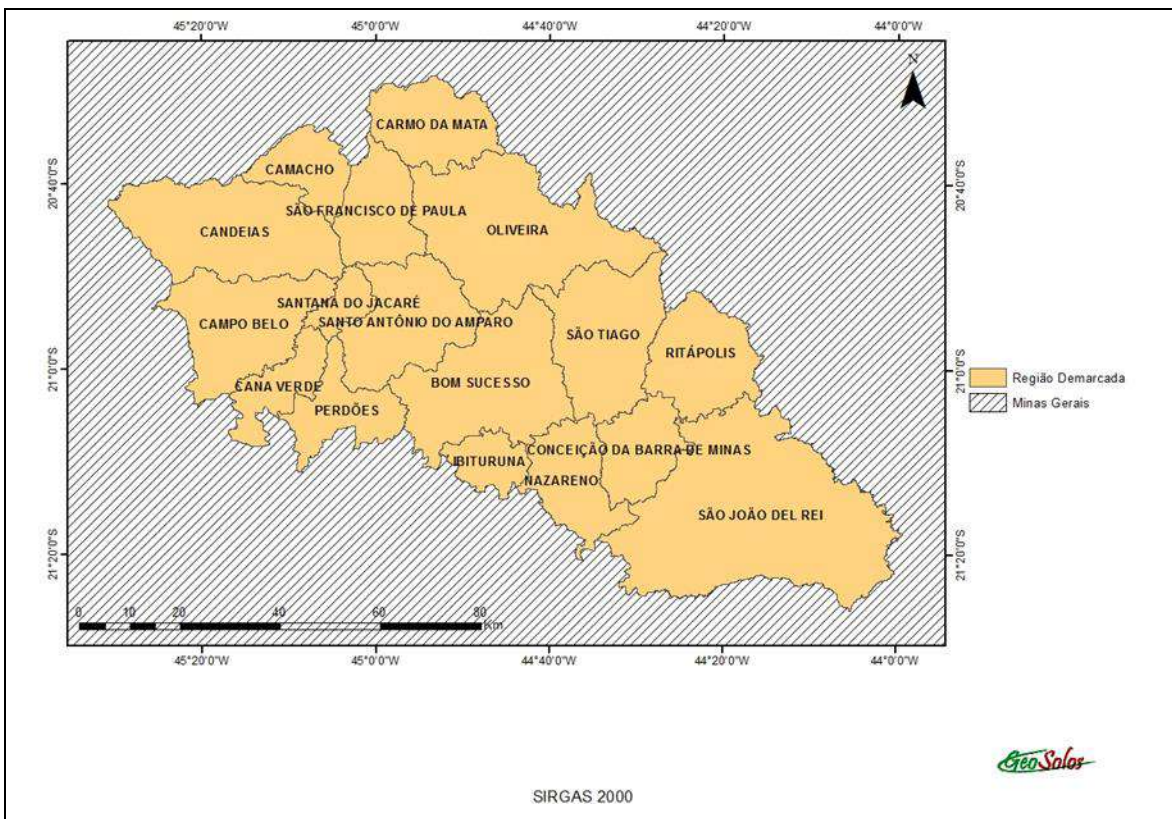 45°20'0"W 45°0'0"W 44°40'0"W 44°20'0"W 44°0'0"W
N
CARMO DA MATA
CAMACHO
20°40'0"S
20°40'0"S
SÃO FRANCISCO DE PAULA
CANDEIAS
OLIVEIRA
SANTANA DO JACARÉ
CAMPO BELO
SANTO ANTÔNIO DO AMPARO
SÃO TIAGO
RITÁPOLIS
21°0'0"S
21°0'0"S
CANA VERDE
BOM SUCESSO
PERDÕES
Região Demarcada
Minas Gerais
CONCEIÇÃO DA BARRA DE MINAS
IBITURUNA
NAZARENO
SÃO JOÃO DEL REI
21°20'0"S
21°20'0"S
0 10 20 40 60 80
Km
45°20'0"W 45°0'0"W 44°40'0"W 44°20'0"W 44°0'0"W
GeoSolos
SIRGAS 2000